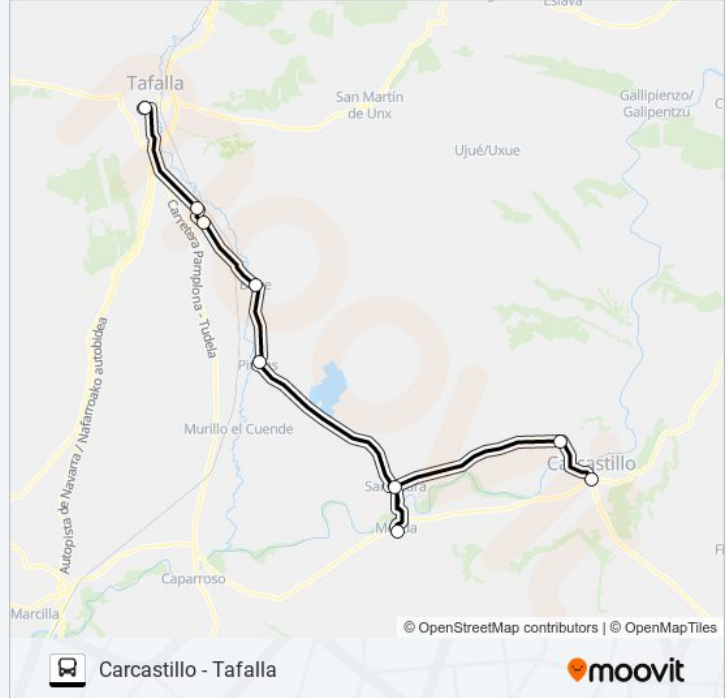 Eslava
Tafalla
San Martín
de Unx
Gallipienzo/
Galipentzu
Ujué/Uxue
Carretera Pamplona - Tudela
Autopista de Navarra / Nafarroako autobidea
Murillo el Cuende
Carcastillo
Caparroso
Marcilla
© OpenStreetMap contributors | © OpenMapTiles
Carcastillo - Tafalla
moovit